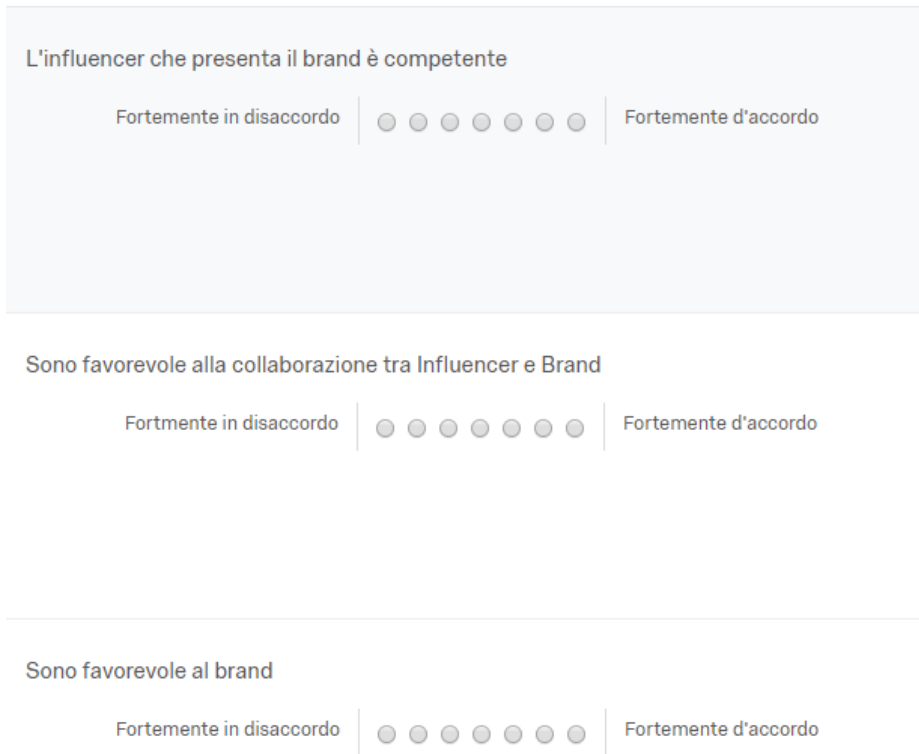 L'influencer che presenta il brand è competente
Fortemente in disaccordo Fortemente d'accordo
Sono favorevole alla collaborazione tra Influencer e Brand
Fortmente in disaccordo Fortemente d'accordo
Sono favorevole al brand
Fortemente in disaccordo Fortemente d'accordo